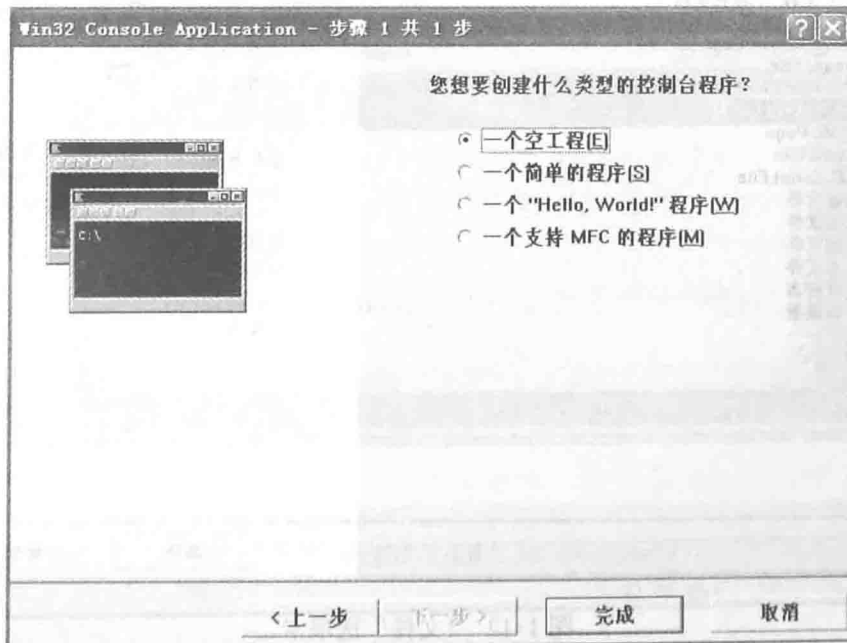 Win32 Console Application - 步骤 1 共 1 步
您想要创建什么类型的控制台程序?
一个空工程(E)
一个简单的程序(S)
一个 "Hello, World!" 程序(W)
一个支持 MFC 的程序(M)
C:\
<上一步
下一步>
完成
取消